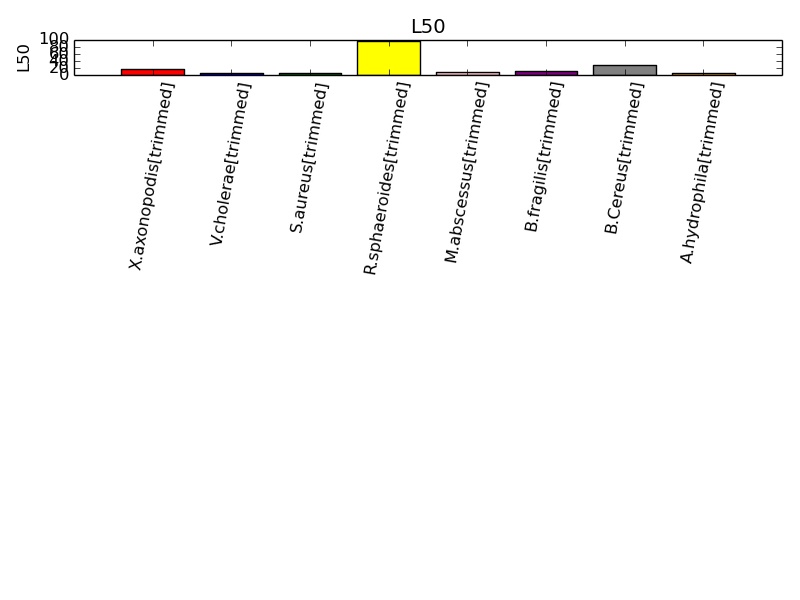 L50
L50
100
80
60
40
20
0
X.axonopodis[trimmed]
V.cholerae[trimmed]
S.aureus[trimmed]
R.sphaeroides[trimmed]
M.abscessus[trimmed]
B.fragilis[trimmed]
B.Cereus[trimmed]
A.hydrophila[trimmed]